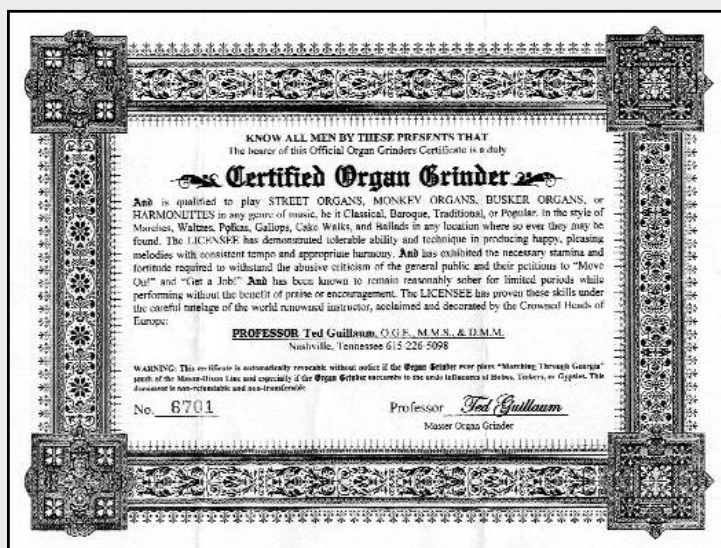 KNOW ALL MEN BY THESE PRESENTS THAT
The bearer of this Official Organ Grinders Certificate is a duly
Certified Organ Grinder
And is qualified to play STREET ORGANS, MONKEY ORGANS, BUSKER ORGANS, or
HARMONETTES in any genre of music, be it Classical, Baroque, Traditional, or Popular. In the style of
Marches, Waltzes, Polkas, Gallops, Cake Walks, and Ballads in any location where so ever they may be
found. The LICENSEE has demonstrated tolerable ability and technique in producing happy, pleasing
melodies with consistent tempo and appropriate harmony. And has exhibited the necessary stamina and
fortitude required to withstand the abusive criticism of the general public and their petitions to "Move
On!" and "Get a Job!" And has been known to remain reasonably sober for limited periods while
performing without the benefit of praise or encouragement. The LICENSEE has proven these skills under
the careful tutelage of the world renowned instructor, acclaimed and decorated by the Crowned Heads of
Europe:
PROFESSOR Ted Guillaum, O.G.E., M.M.S., & D.M.M.
Nashville, Tennessee 615-226-5098
WARNING: This certificate is automatically revocable without notice if the Organ Grinder ever plays "Marching Through Georgia"
south of the Mason-Dixon Line and especially if the Organ Grinder succumbs to the undo influences of Hobos, Tinkers, or Gypsies. This
document is non-refundable and non-transferable
No. 6701
Professor Ted Guillaum
Master Organ Grinder